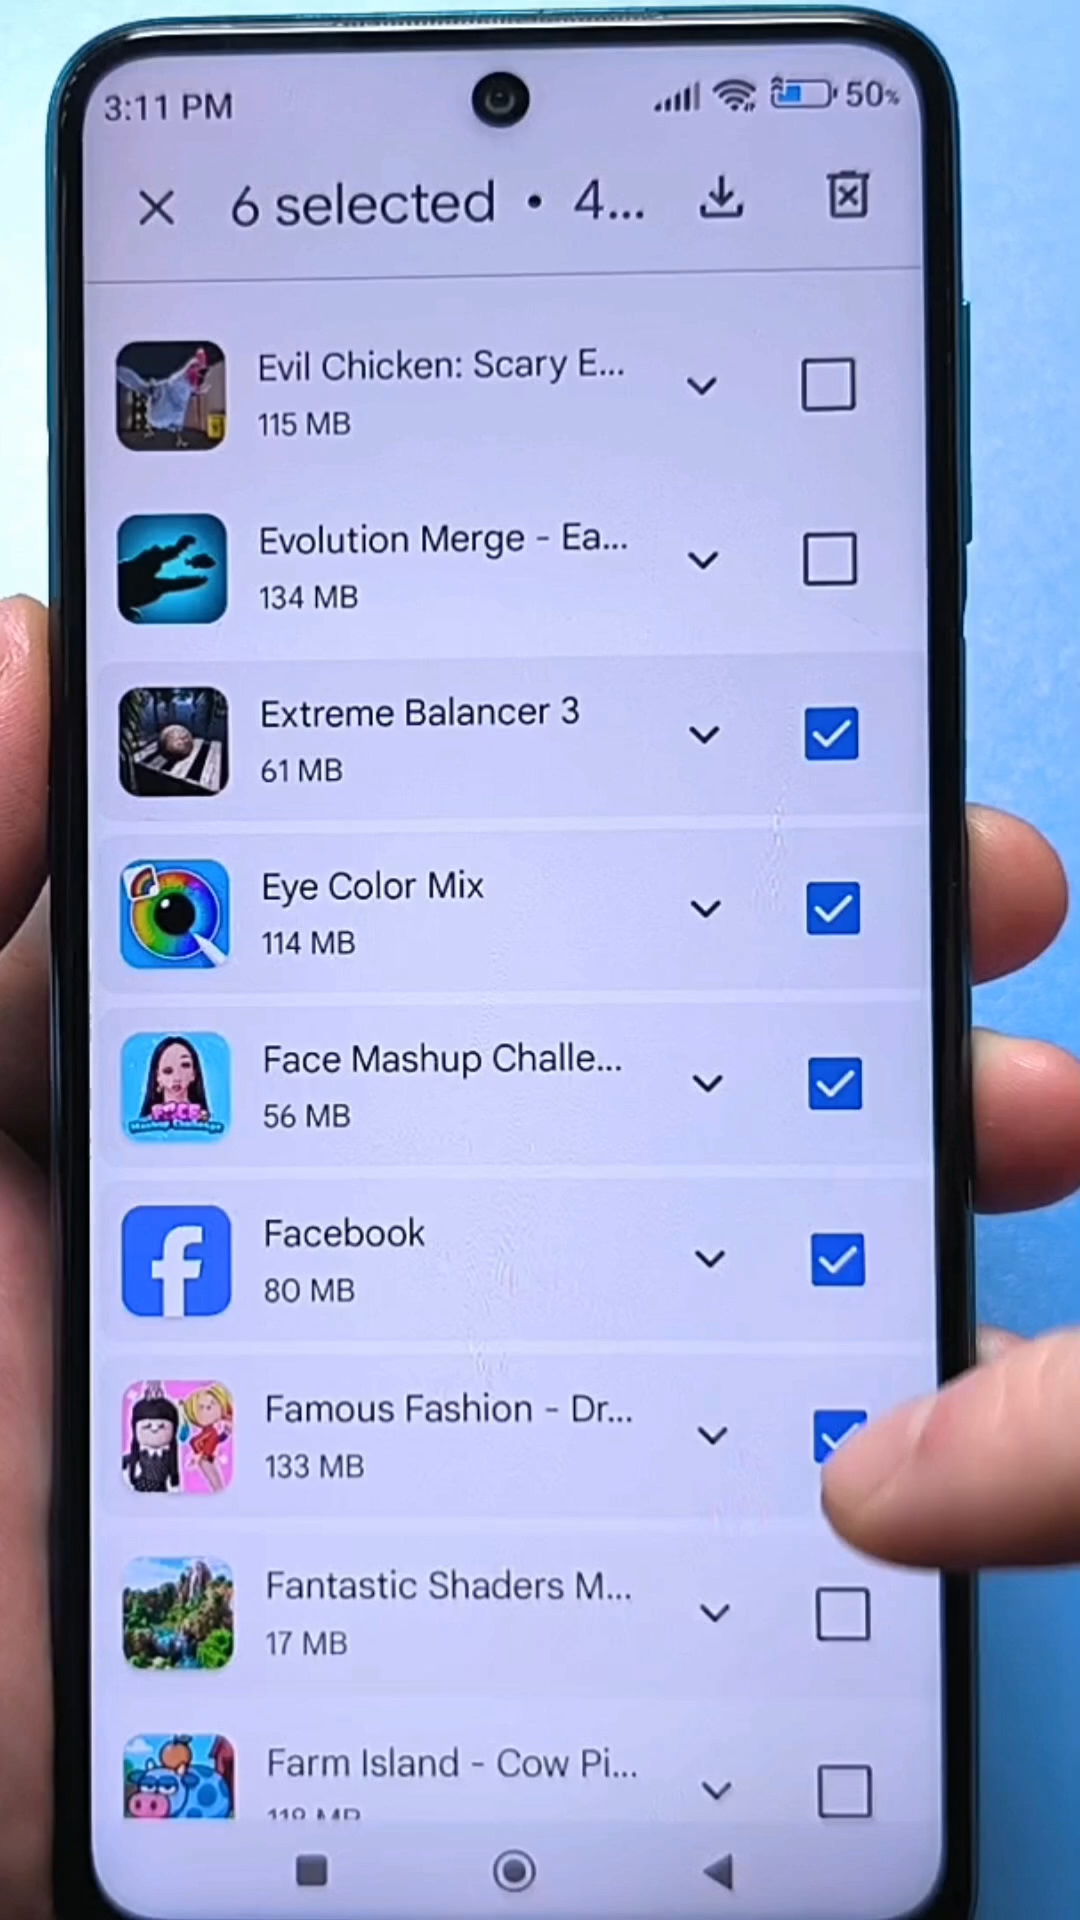 3:11 PM 50%
6 selected • 4...
Evil Chicken: Scary E...
115 MB
Evolution Merge - Ea...
134 MB
Extreme Balancer 3
61 MB
Eye Color Mix
114 MB
Face Mashup Challe...
56 MB
Facebook
80 MB
Famous Fashion - Dr...
133 MB
Fantastic Shaders M...
17 MB
Farm Island - Cow Pi...